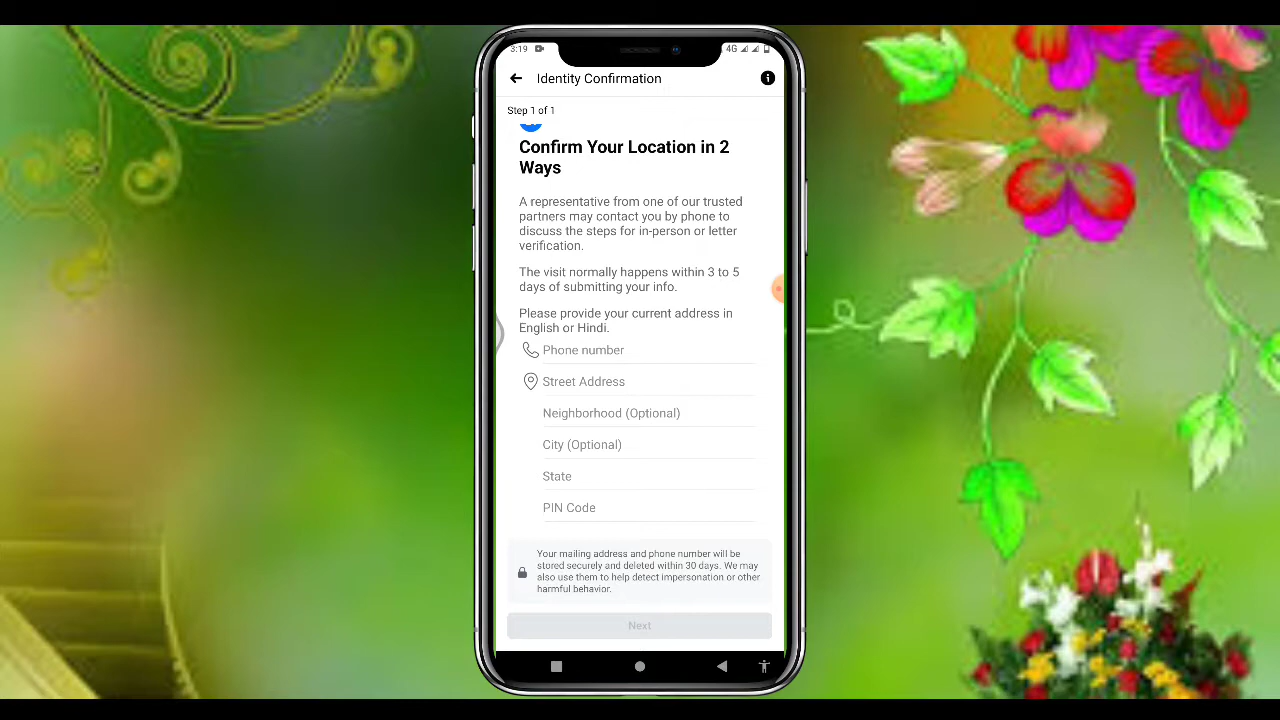 3:19
4G
Identity Confirmation
Step 1 of 1
Confirm Your Location in 2
Ways
A representative from one of our trusted
partners may contact you by phone to
discuss the steps for in-person or letter
verification.
The visit normally happens within 3 to 5
days of submitting your info.
Please provide your current address in
English or Hindi.
Phone number
Street Address
Neighborhood (Optional)
City (Optional)
State
PIN Code
Your mailing address and phone number will be
stored securely and deleted within 30 days. We may
also use them to help detect impersonation or other
harmful behavior.
Next